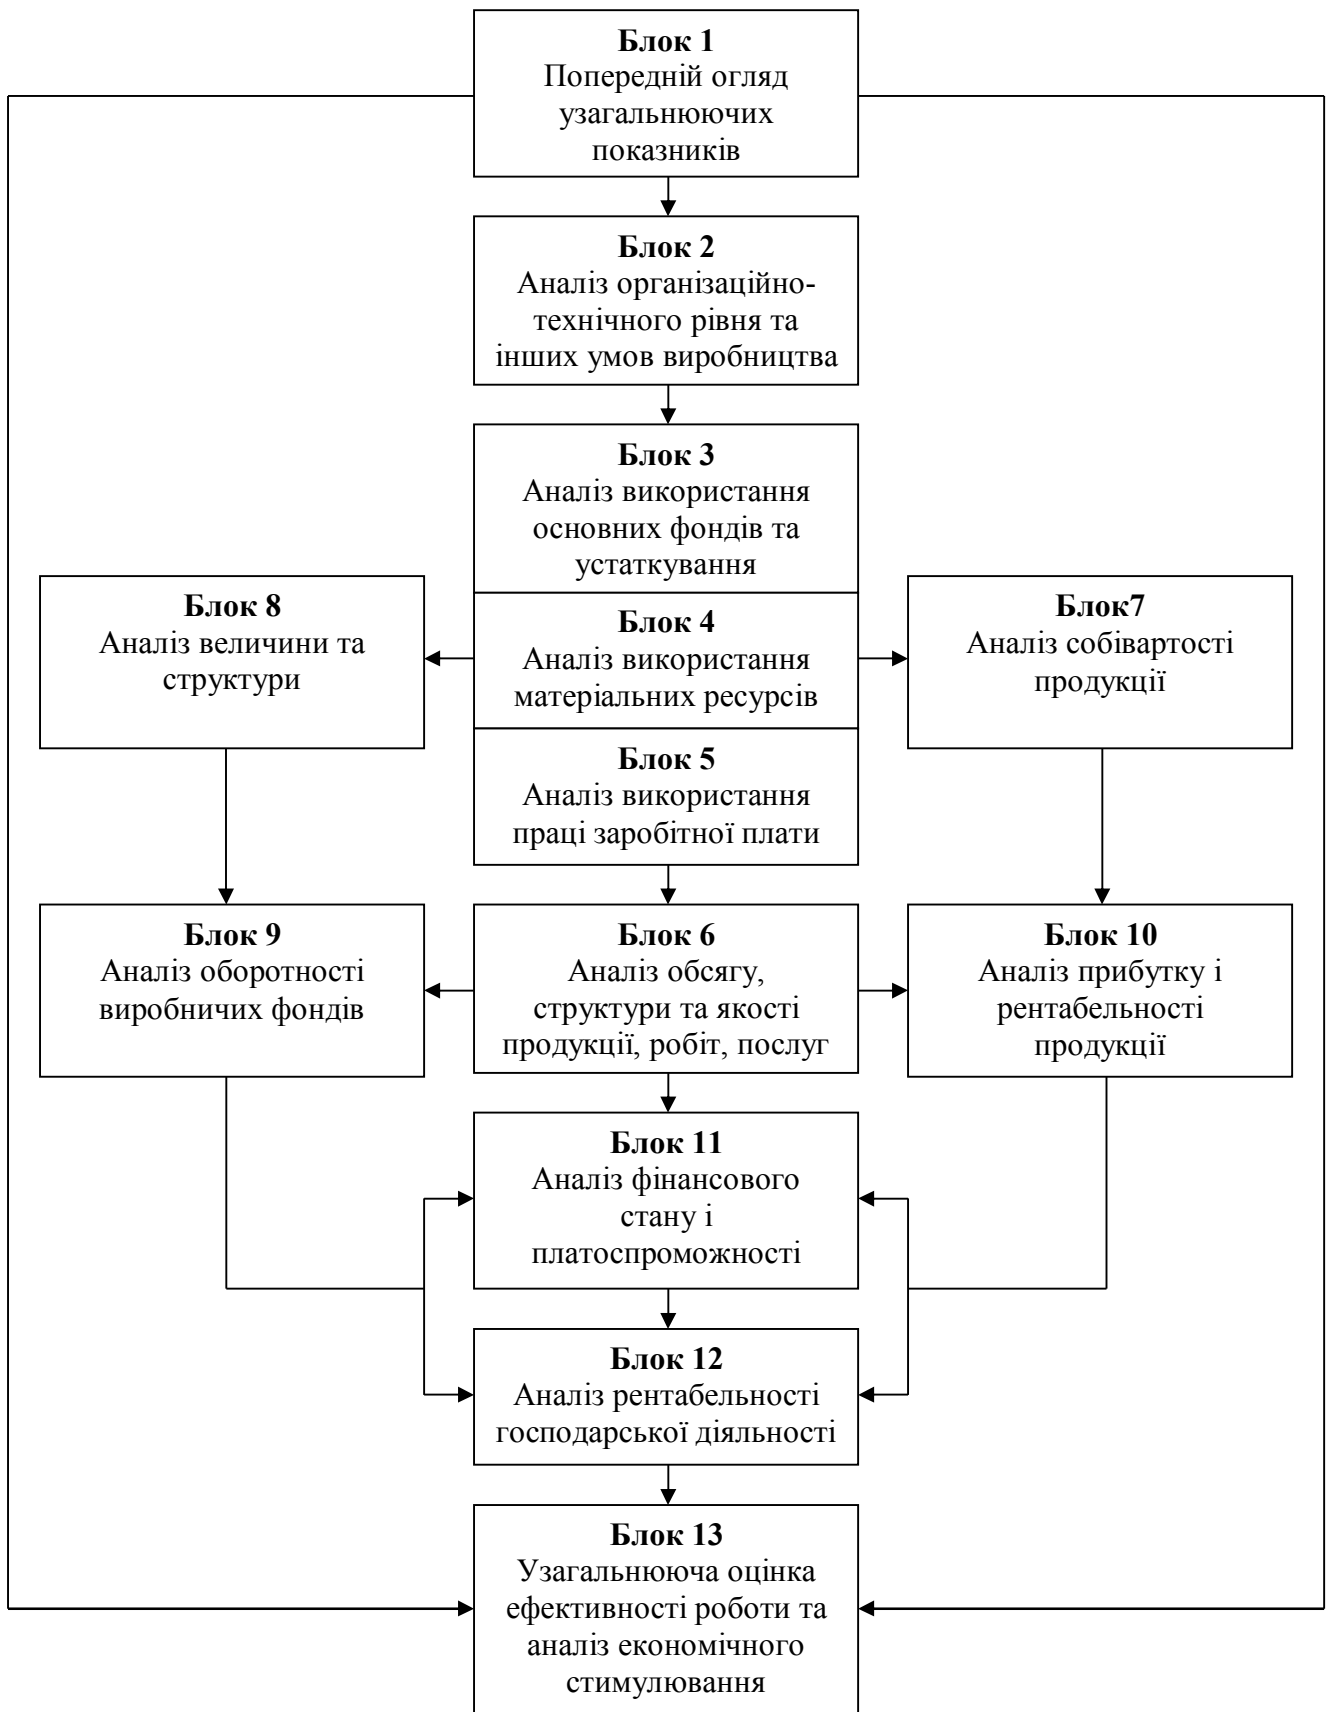 Блок 1
Попередній огляд
узагальнюючих
показників
Блок 2
Аналіз організаційно-
технічного рівня та
інших умов виробництва
Блок 3
Аналіз використання
основних фондів та
устаткування
Блок 8
Аналіз величини та
структури
Блок 4
Аналіз використання
матеріальних ресурсів
Блок7
Аналіз собівартості
продукції
Блок 5
Аналіз використання
праці заробітної плати
Блок 9
Аналіз оборотності
виробничих фондів
Блок 6
Аналіз обсягу,
структури та якості
продукції, робіт, послуг
Блок 10
Аналіз прибутку і
рентабельності
продукції
Блок 11
Аналіз фінансового
стану і
платоспроможності
Блок 12
Аналіз рентабельності
господарської діяльності
Блок 13
Узагальнююча оцінка
ефективності роботи та
аналіз економічного
стимулювання